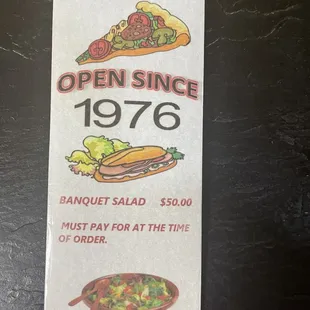 OPEN SINCE
1976
BANQUET SALAD $50.00
MUST PAY FOR AT THE TIME
OF ORDER.